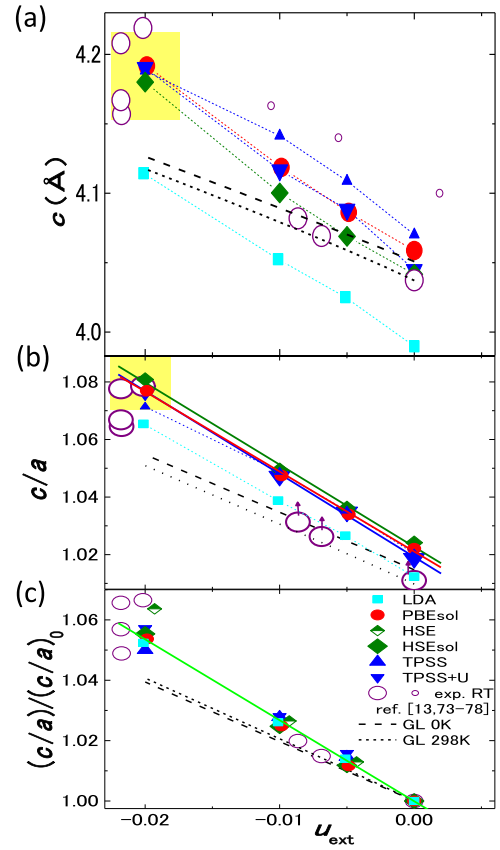 (a)
4.2
4.1
4.0
c (Å)
(b)
1.08
1.06
1.04
1.02
c/a
(c)
1.06
1.04
1.02
1.00
(c/a)/(c/a)0
LDA
PBEsol
HSE
HSEsol
TPSS
TPSS+U
exp. RT
ref. [13,73-78]
GL 0K
GL 298K
-0.02 -0.01 0.00
uext